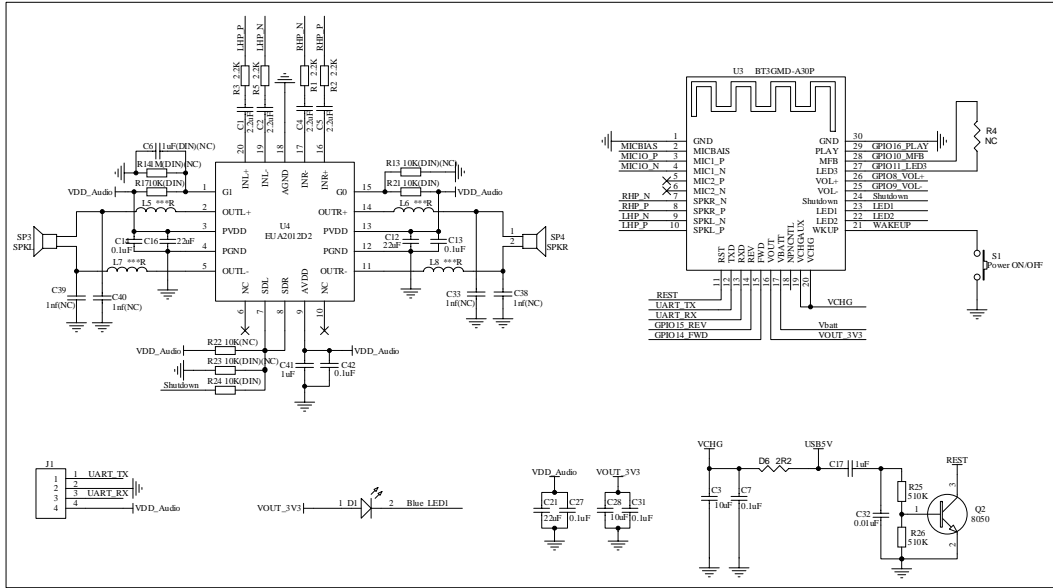 LHP_P
LHP_N
RHP_N
RHP_P
R3 2.2K
R5 2.2K
R1 2.2K
R2 2.2K
C1 2.2uF
C2 2.2uF
C4 2.2uF
C5 2.2uF
20
19
18
17
16
INL+
INL-
AGND
INR-
INR+
C6 1uF(DIN)(NC)
R14 1M(DIN)(NC)
R17 10K(DIN)
VDD_Audio
R13 10K(DIN)(NC)
R21 10K(DIN)
VDD_Audio
1 G1
G0 15
L5 ***R
2 OUTL+
OUTR+ 14
L6 ***R
3 PVDD
PVDD 13
U4
EUA2012D2
4 PGND
PGND 12
L7 ***R
5 OUTL-
OUTR- 11
L8 ***R
SP3
SPKL
1
2
SP4
SPKR
C14
0.1uF
C16
22uF
C12
22uF
C13
0.1uF
C39
1nf(NC)
C40
1nf(NC)
C33
1nf(NC)
C38
1nf(NC)
NC
SDL
SDR
AVDD
NC
6
7
8
9
10
VDD_Audio
R22 10K(NC)
R23 10K(DIN)(NC)
Shutdown
R24 10K(DIN)
VDD_Audio
C41
1uF
C42
0.1uF
U3 BT3GMD-A30P
1 GND
MICBIAS 2 MICBAIS
MIC1O_P 3 MIC1_P
MIC1O_N 4 MIC1_N
5 MIC2_P
6 MIC2_N
RHP_N 7 SPKR_N
RHP_P 8 SPKR_P
LHP_N 9 SPKL_N
LHP_P 10 SPKL_P
GND 30
PLAY 29 GPIO16_PLAY
MFB 28 GPIO10_MFB
LED3 27 GPIO11_LED3
VOL+ 26 GPIO8_VOL+
VOL- 25 GPIO9_VOL-
Shutdown 24 Shutdown
LED1 23 LED1
LED2 22 LED2
WKUP 21 WAKEUP
R4
NC
S1
Power ON/OFF
RST
TXD
RXD
REV
FWD
VOUT
VBATT
NPNCNTL
VCHGAUX
VCHG
11
12
13
14
15
16
17
18
19
20
REST
UART_TX
UART_RX
GPIO15_REV
GPIO14_FWD
VCHG
Vbatt
VOUT_3V3
J1
1
2
3
4
1 UART_TX
2
3 UART_RX
4 VDD_Audio
VOUT_3V3 1 D1 2 Blue LED1
VDD_Audio
C21
22uF
C27
0.1uF
VOUT_3V3
C28
10uF
C31
0.1uF
VCHG
D6 2R2
USB5V
C17 1uF
C3
10uF
C7
0.1uF
C32
0.01uF
R25
510K
R26
510K
REST
3
1
2
Q2
8050